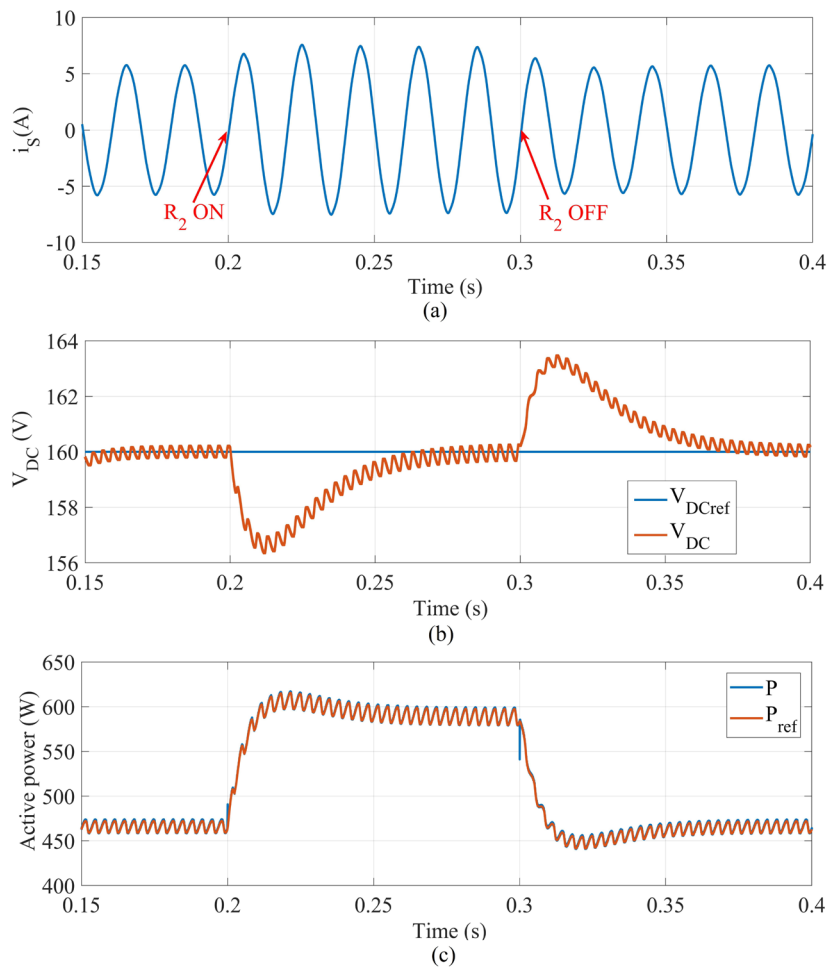 10
5
0
-5
-10
i_S(A)
R_2 ON
R_2 OFF
0.15 0.2 0.25 0.3 0.35 0.4
Time (s)
(a)
164
162
160
158
156
V_DC (V)
V_DCref
V_DC
0.15 0.2 0.25 0.3 0.35 0.4
Time (s)
(b)
650
600
550
500
450
400
Active power (W)
P
P_ref
0.15 0.2 0.25 0.3 0.35 0.4
Time (s)
(c)